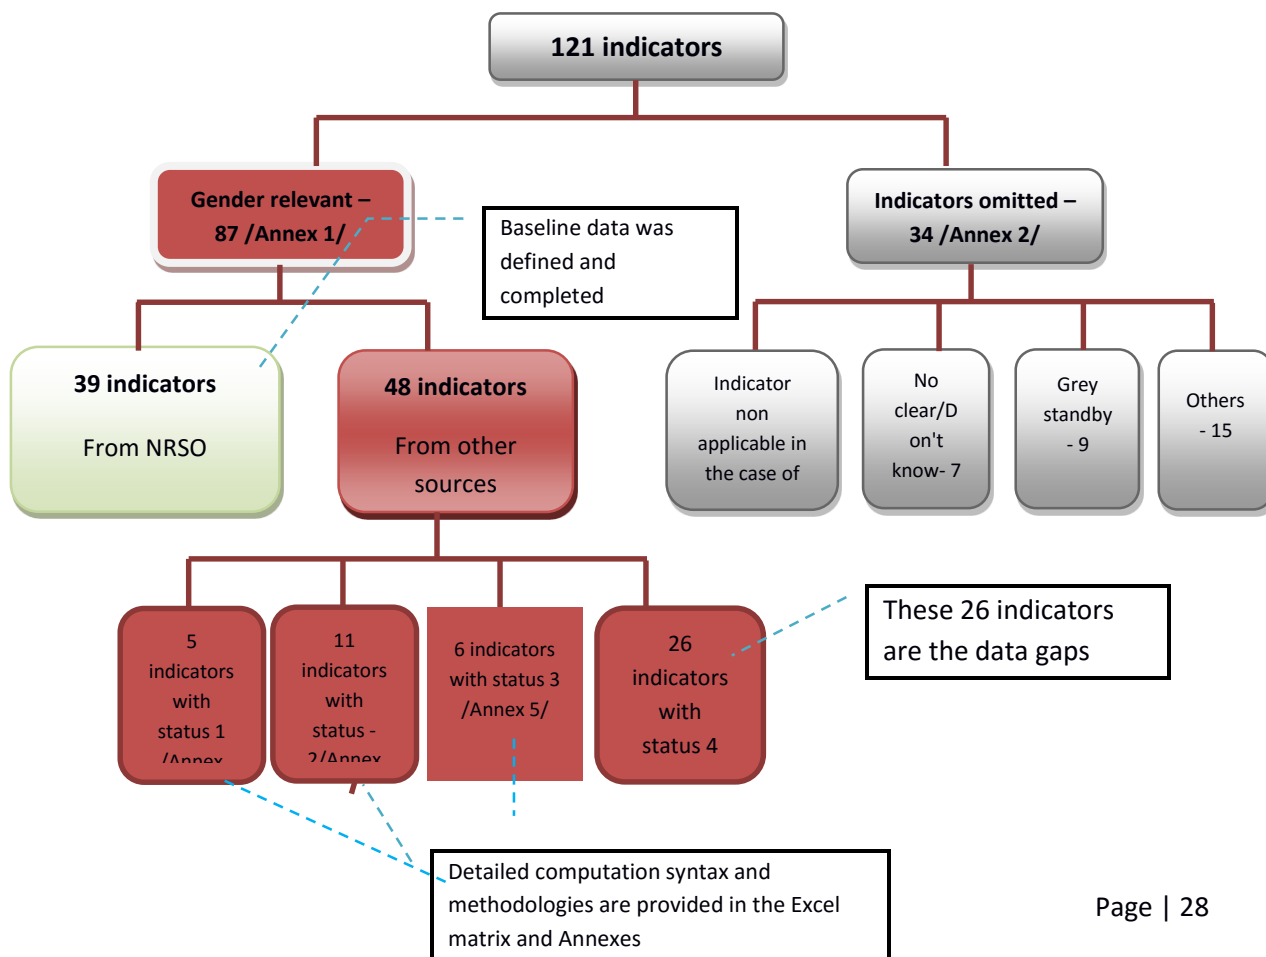 121 indicators
Gender relevant –
87 /Annex 1/
Indicators omitted –
34 /Annex 2/
Baseline data was
defined and
completed
39 indicators
From NRSO
48 indicators
From other
sources
Indicator
non
applicable in
the case of
No
clear/D
on't
know- 7
Grey
standby
- 9
Others
- 15
5
indicators
with
status 1
/Annex
11
indicators
with
status -
2/Annex
6 indicators
with status 3
/Annex 5/
26
indicators
with
status 4
These 26 indicators
are the data gaps
Detailed computation syntax and
methodologies are provided in the Excel
matrix and Annexes
Page | 28